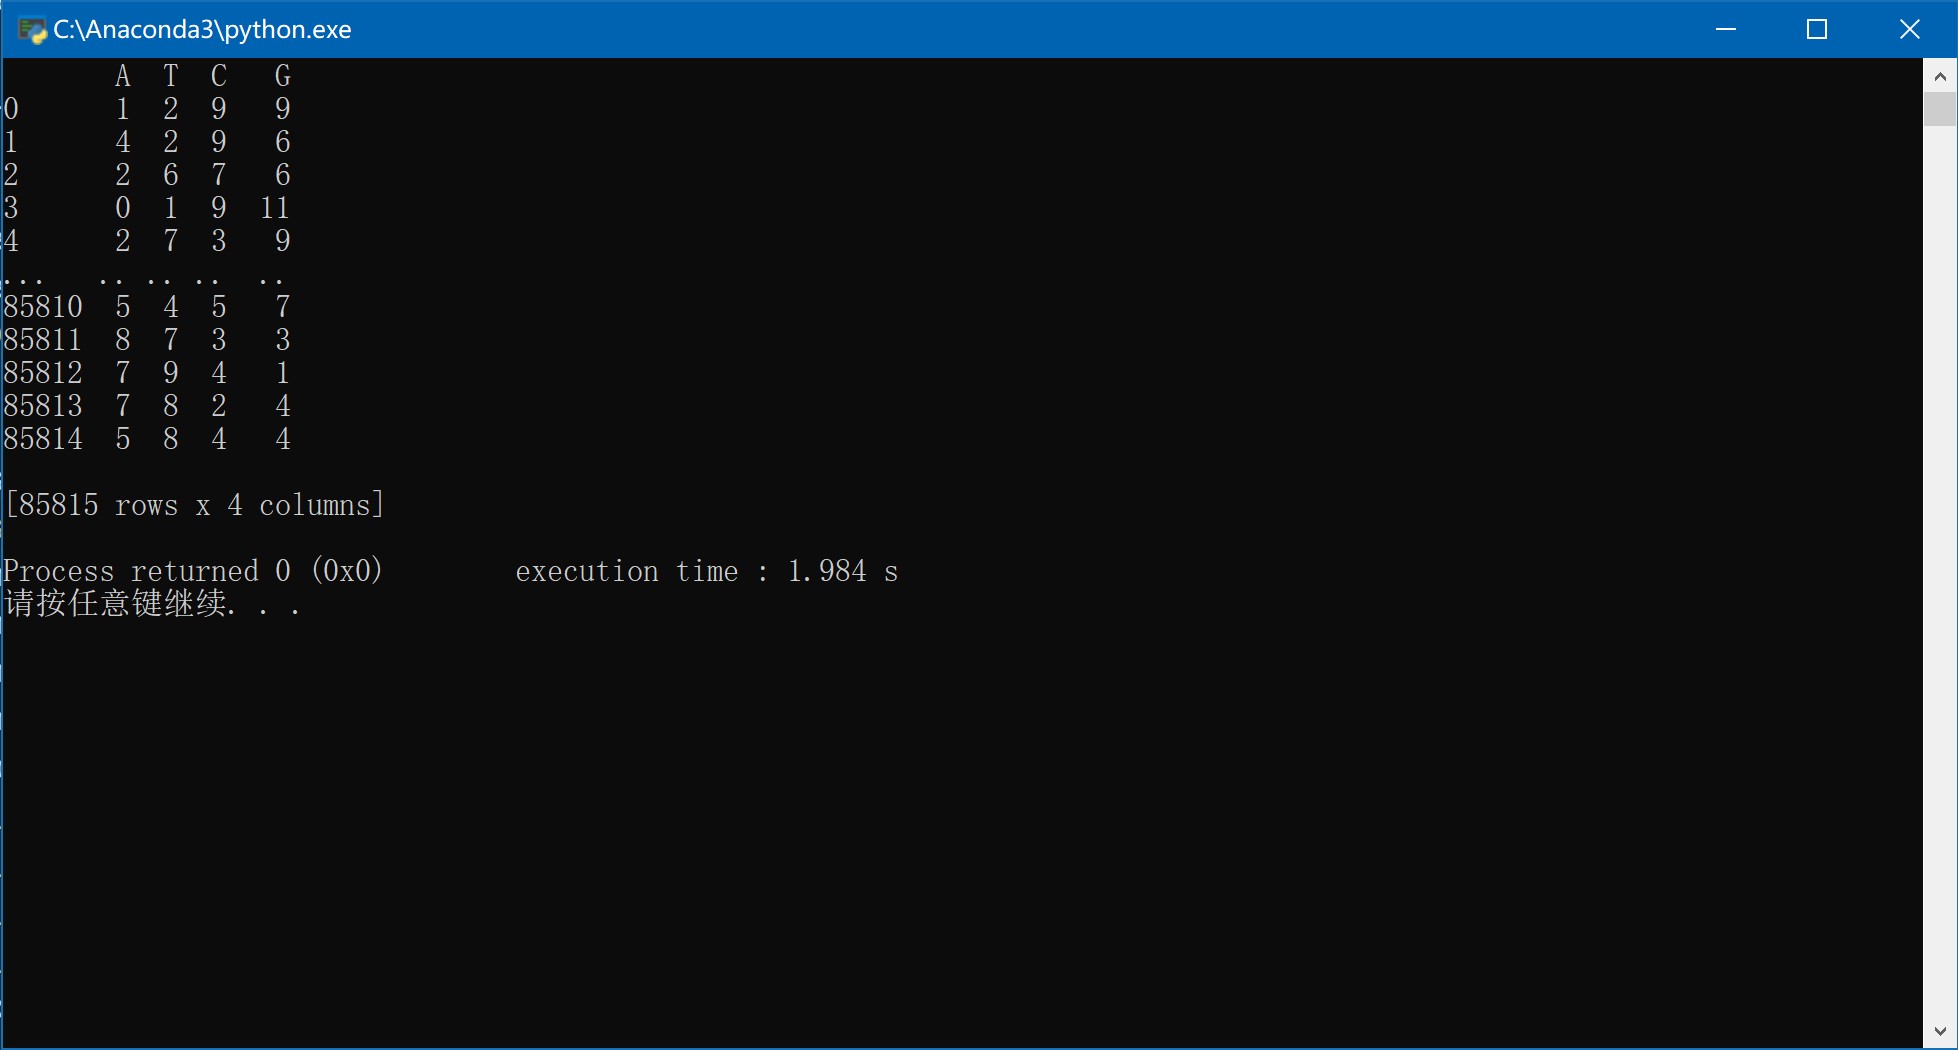 C:\Anaconda3\python.exe
A T C G
0 1 2 9 9
1 4 2 9 6
2 2 6 7 6
3 0 1 9 11
4 2 7 3 9
... .. .. .. ..
85810 5 4 5 7
85811 8 7 3 3
85812 7 9 4 1
85813 7 8 2 4
85814 5 8 4 4
[85815 rows x 4 columns]
Process returned 0 (0x0) execution time : 1.984 s
请按任意键继续. . .